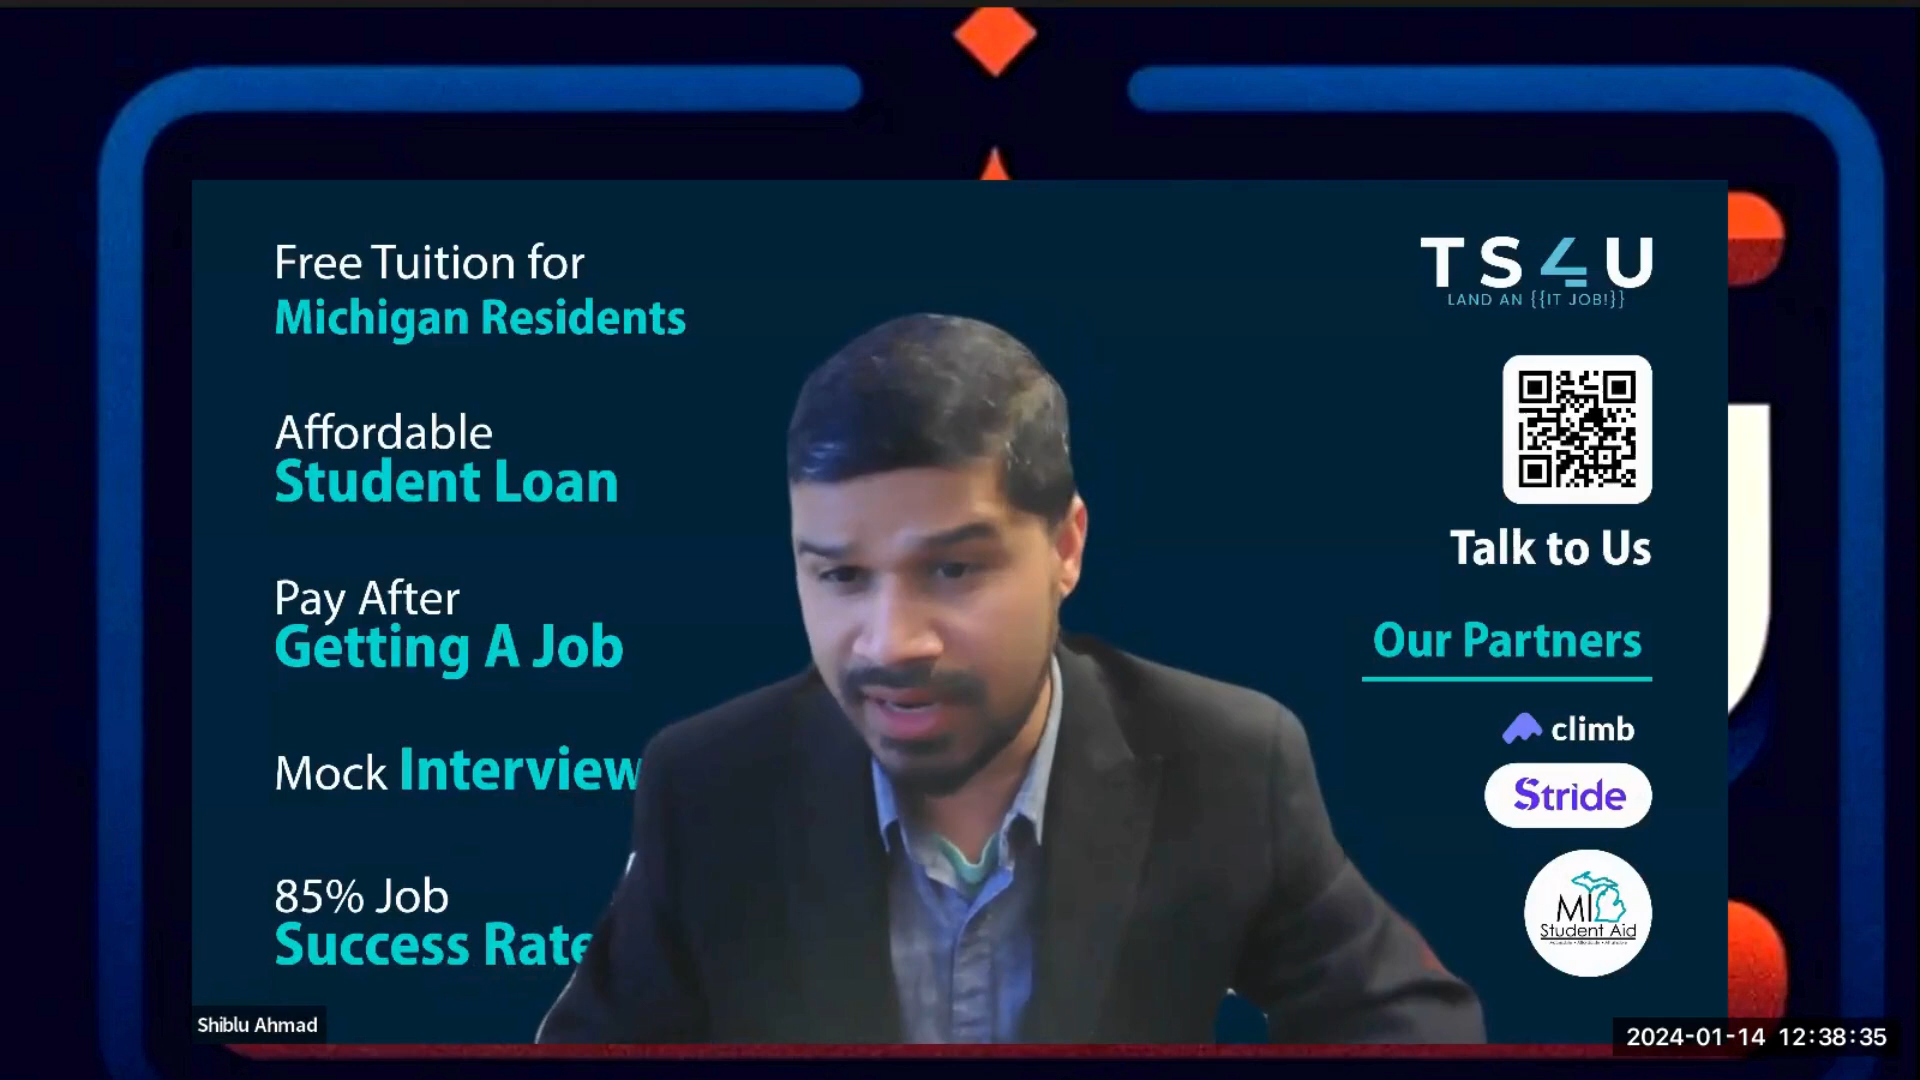 Free Tuition for
Michigan Residents
Affordable
Student Loan
Pay After
Getting A Job
Mock Interview
85% Job
Success Rate
TS4U
LAND AN {{IT JOB!}}
Talk to Us
Our Partners
climb
Stride
MI
Student Aid
Shiblu Ahmad
2024-01-14 12:38:35